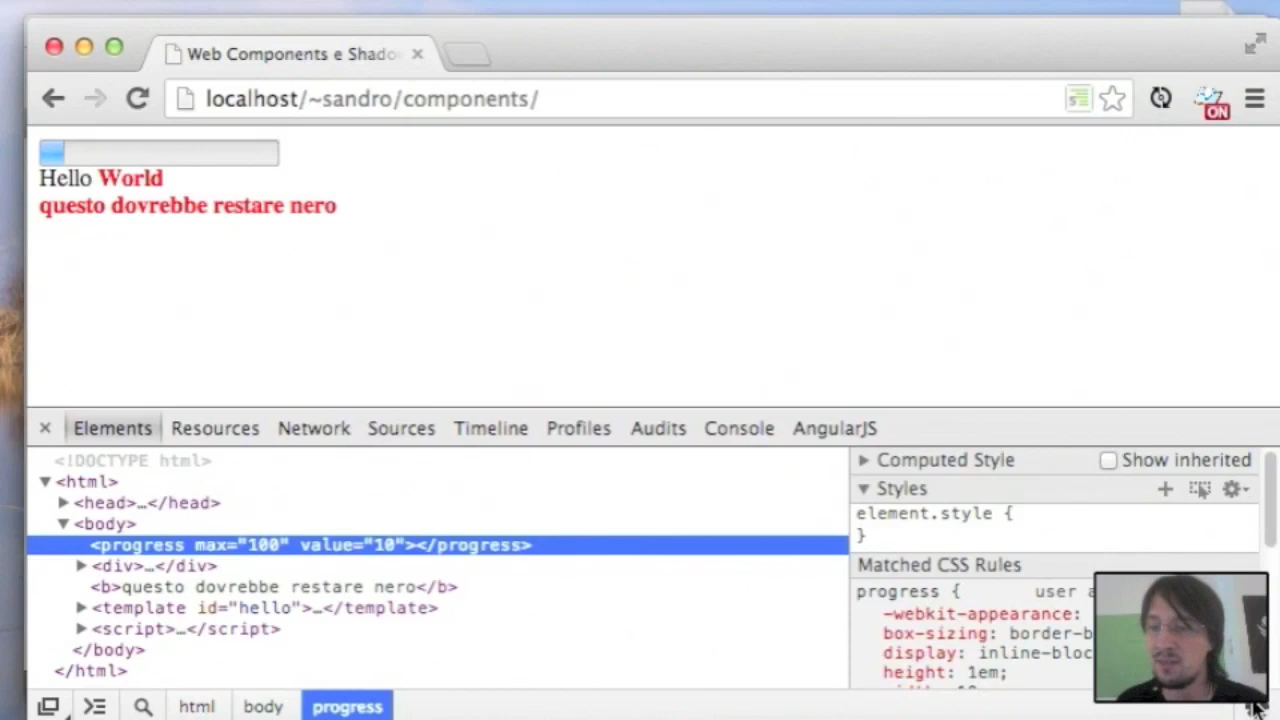 Web Components e Shado
localhost/~sandro/components/
ON
Hello World
questo dovrebbe restare nero
Elements Resources Network Sources Timeline Profiles Audits Console AngularJS
<!DOCTYPE html>
▼<html>
▶<head>…</head>
▼<body>
<progress max="100" value="10"></progress>
▶<div>…</div>
<b>questo dovrebbe restare nero</b>
▶<template id="hello">…</template>
▶<script>…</script>
</body>
</html>
▶ Computed Style Show inherited
▼ Styles
element.style {
}
Matched CSS Rules
progress { user a
-webkit-appearance:
box-sizing: border-b
display: inline-bloc
height: 1em;
html body progress